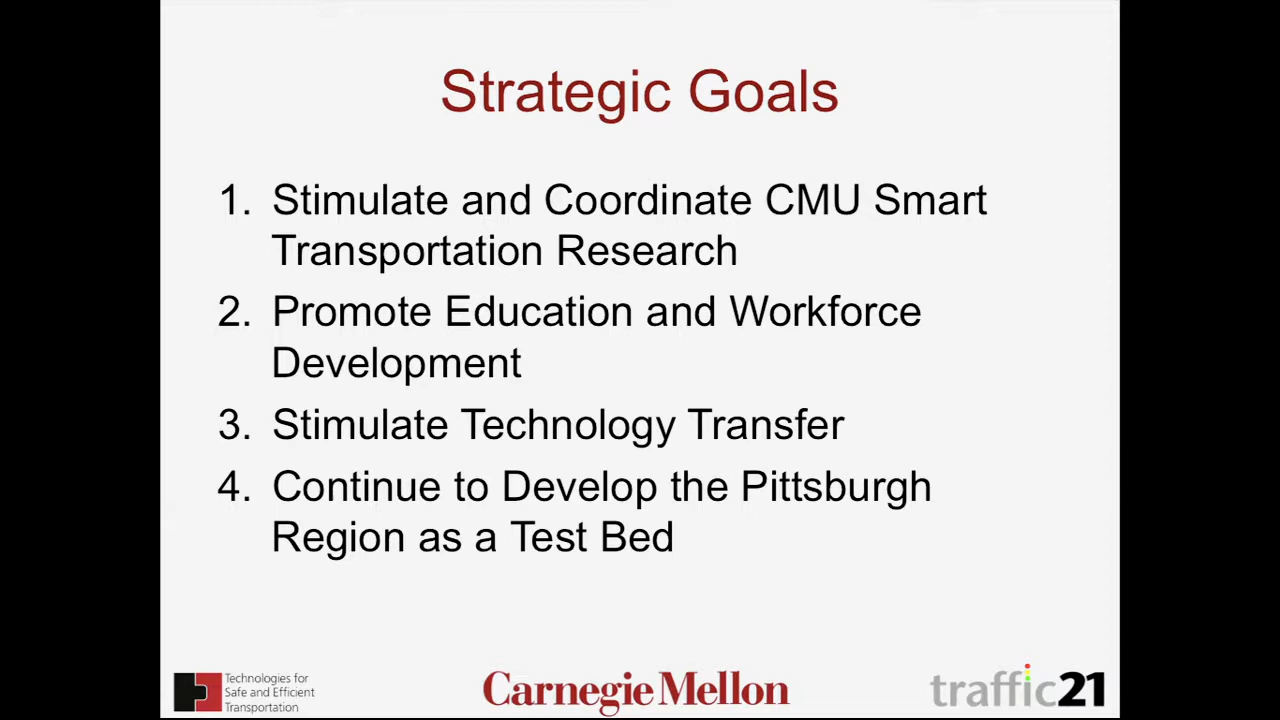 Strategic Goals
1. Stimulate and Coordinate CMU Smart
Transportation Research
2. Promote Education and Workforce
Development
3. Stimulate Technology Transfer
4. Continue to Develop the Pittsburgh
Region as a Test Bed
Technologies for
Safe and Efficient
Transportation
Carnegie Mellon
traffic21